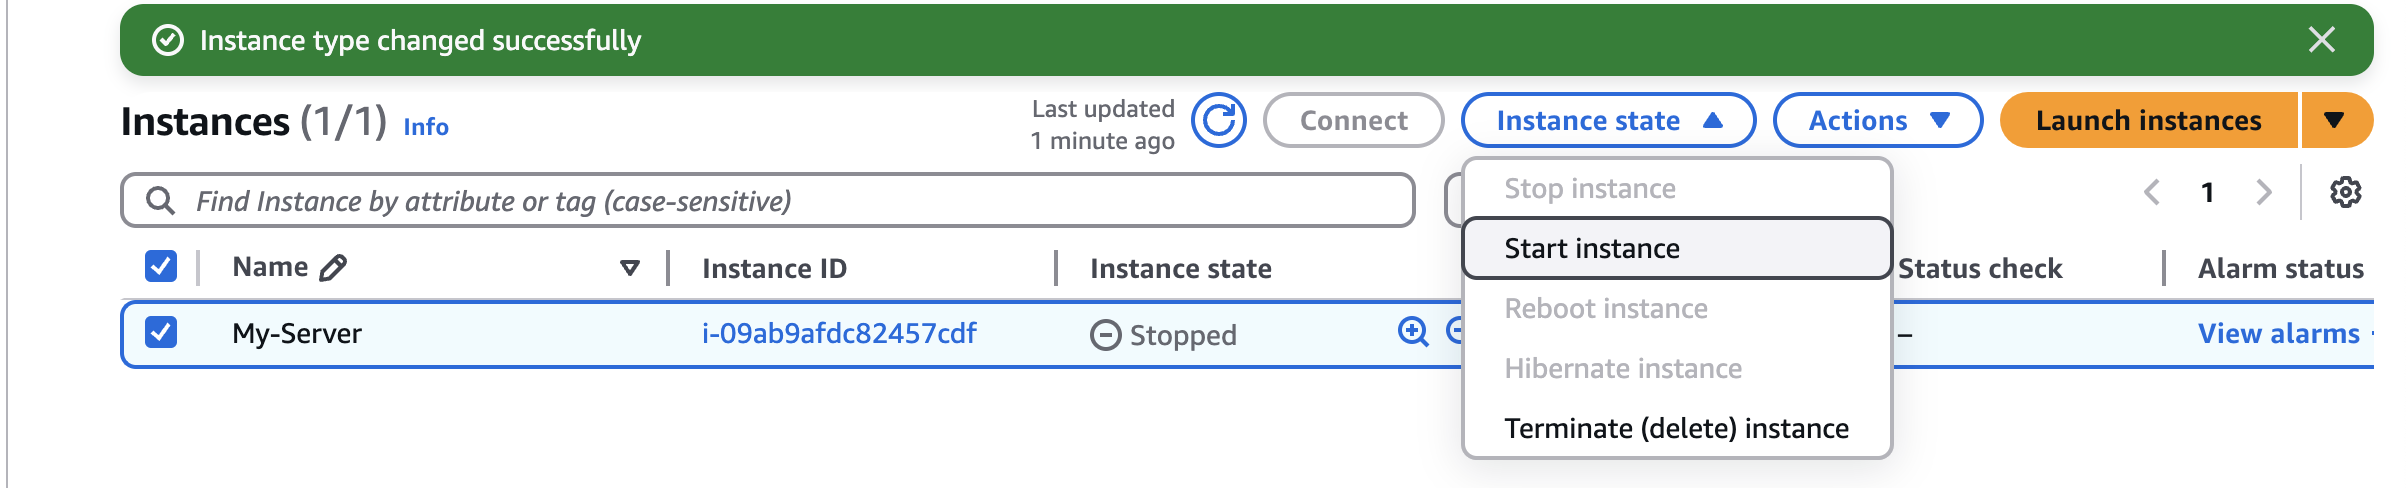 Instance type changed successfully
Instances (1/1) Info
Last updated
1 minute ago
Connect
Instance state
Actions
Launch instances
Find Instance by attribute or tag (case-sensitive)
1
Stop instance
Start instance
Reboot instance
Hibernate instance
Terminate (delete) instance
Name
Instance ID
Instance state
Status check
Alarm status
My-Server
i-09ab9afdc82457cdf
Stopped
–
View alarms